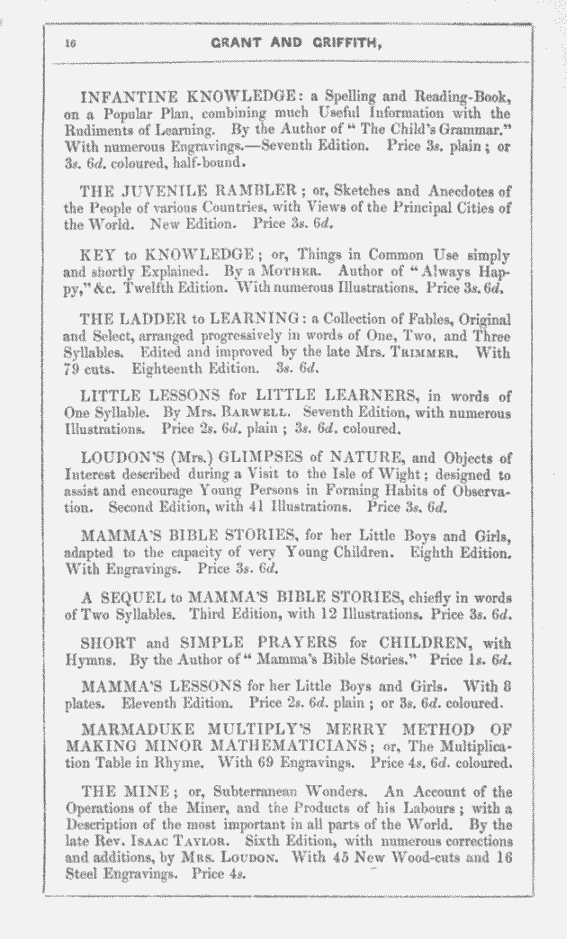 16
GRANT AND GRIFFITH,
INFANTINE KNOWLEDGE: a Spelling and Reading-Book,
on a Popular Plan, combining much Useful Information with the
Rudiments of Learning. By the Author of “ The Child's Grammar.”
With numerous Engravings.—Seventh Edition. Price 3s. plain ; or
3s. 6d. coloured, half-bound.
THE JUVENILE RAMBLER ; or, Sketches and Anecdotes of
the People of various Countries, with Views of the Principal Cities of
the World. New Edition. Price 3s. 6d.
KEY to KNOWLEDGE ; or, Things in Common Use simply
and shortly Explained. By a MOTHER. Author of “ Always Hap-
py,” &c. Twelfth Edition. With numerous Illustrations. Price 3s. 6d.
THE LADDER to LEARNING : a Collection of Fables, Original
and Select, arranged progressively in words of One, Two, and Three
Syllables. Edited and improved by the late Mrs. TRIMMER. With
79 cuts. Eighteenth Edition. 3s. 6d.
LITTLE LESSONS for LITTLE LEARNERS, in words of
One Syllable. By Mrs. BARWELL. Seventh Edition, with numerous
Illustrations. Price 2s. 6d. plain ; 3s. 6d. coloured.
LOUDON'S (Mrs.) GLIMPSES of NATURE, and Objects of
Interest described during a Visit to the Isle of Wight ; designed to
assist and encourage Young Persons in Forming Habits of Observa-
tion. Second Edition, with 41 Illustrations. Price 3s. 6d.
MAMMA'S BIBLE STORIES, for her Little Boys and Girls,
adapted to the capacity of very Young Children. Eighth Edition.
With Engravings. Price 3s. 6d.
A SEQUEL to MAMMA'S BIBLE STORIES, chiefly in words
of Two Syllables. Third Edition, with 12 Illustrations. Price 3s. 6d.
SHORT and SIMPLE PRAYERS for CHILDREN, with
Hymns. By the Author of “ Mamma's Bible Stories.” Price 1s. 6d.
MAMMA'S LESSONS for her Little Boys and Girls. With 8
plates. Eleventh Edition. Price 2s. 6d. plain ; or 3s. 6d. coloured.
MARMADUKE MULTIPLY'S MERRY METHOD OF
MAKING MINOR MATHEMATICIANS ; or, The Multiplica-
tion Table in Rhyme. With 69 Engravings. Price 4s. 6d. coloured.
THE MINE ; or, Subterranean Wonders. An Account of the
Operations of the Miner, and the Products of his Labours ; with a
Description of the most important in all parts of the World. By the
late Rev. ISAAC TAYLOR. Sixth Edition, with numerous corrections
and additions, by MRS. LOUDON. With 45 New Wood-cuts and 16
Steel Engravings. Price 4s.